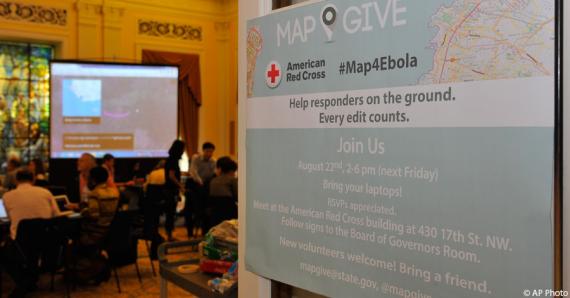 MAP GIVE
American
Red Cross
#Map4Ebola
Help responders on the ground.
Every edit counts.
Join Us
August 22nd, 2-6 pm (next Friday)
Bring your laptops!
RSVPs appreciated.
Meet at the American Red Cross building at 430 17th St. NW.
Follow signs to the Board of Governors Room.
New volunteers welcome! Bring a friend.
mapgive@state.gov, @mapgive
© AP Photo